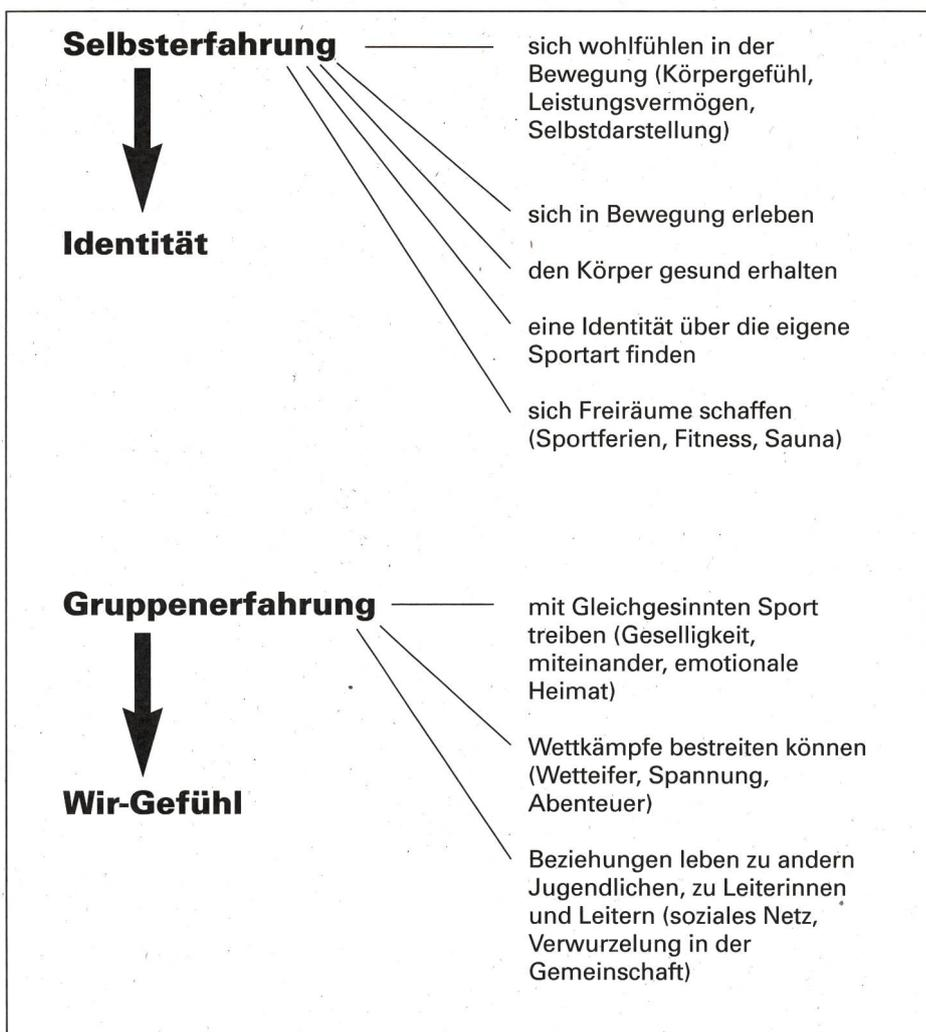 Selbsterfahrung
sich wohlfühlen in der
Bewegung (Körpergefühl,
Leistungsvermögen,
Selbstdarstellung)
sich in Bewegung erleben
Identität
den Körper gesund erhalten
eine Identität über die eigene
Sportart finden
sich Freiräume schaffen
(Sportferien, Fitness, Sauna)
Gruppenerfahrung
mit Gleichgesinnten Sport
treiben (Geselligkeit,
miteinander, emotionale
Heimat)
Wettkämpfe bestreiten können
(Wetteifer, Spannung,
Abenteuer)
Wir-Gefühl
Beziehungen leben zu andern
Jugendlichen, zu Leiterinnen
und Leitern (soziales Netz,
Verwurzelung in der
Gemeinschaft)